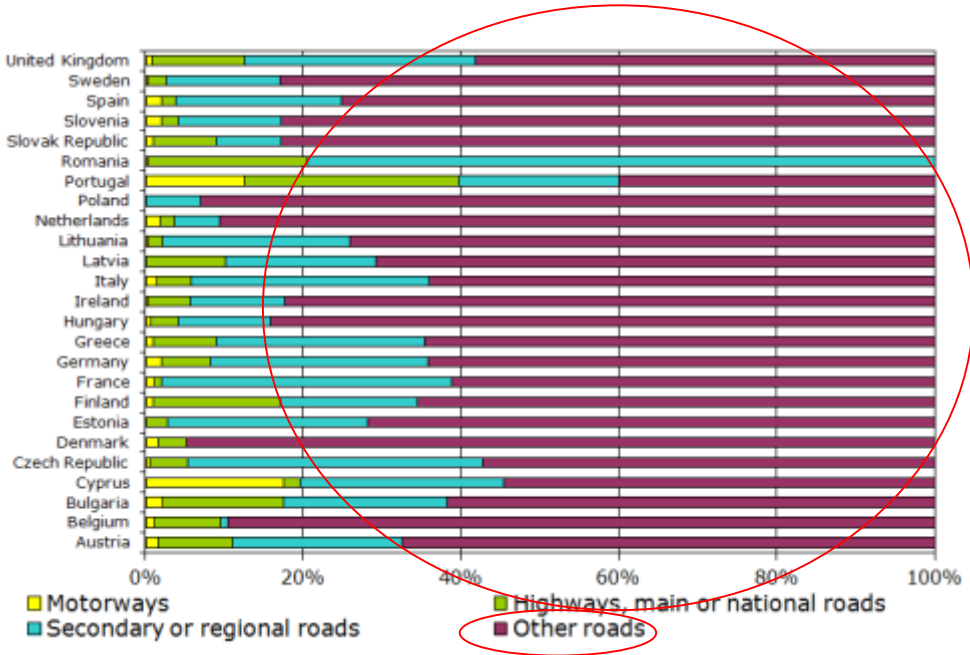 United Kingdom
Sweden
Spain
Slovenia
Slovak Republic
Romania
Portugal
Poland
Netherlands
Lithuania
Latvia
Italy
Ireland
Hungary
Greece
Germany
France
Finland
Estonia
Denmark
Czech Republic
Cyprus
Bulgaria
Belgium
Austria
0% 20% 40% 60% 80% 100%
Motorways Highways, main or national roads
Secondary or regional roads Other roads